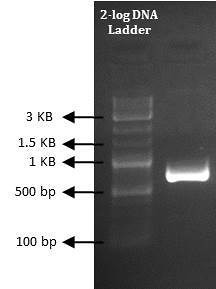 2-log DNA
Ladder
3 KB
1.5 KB
1 KB
500 bp
100 bp